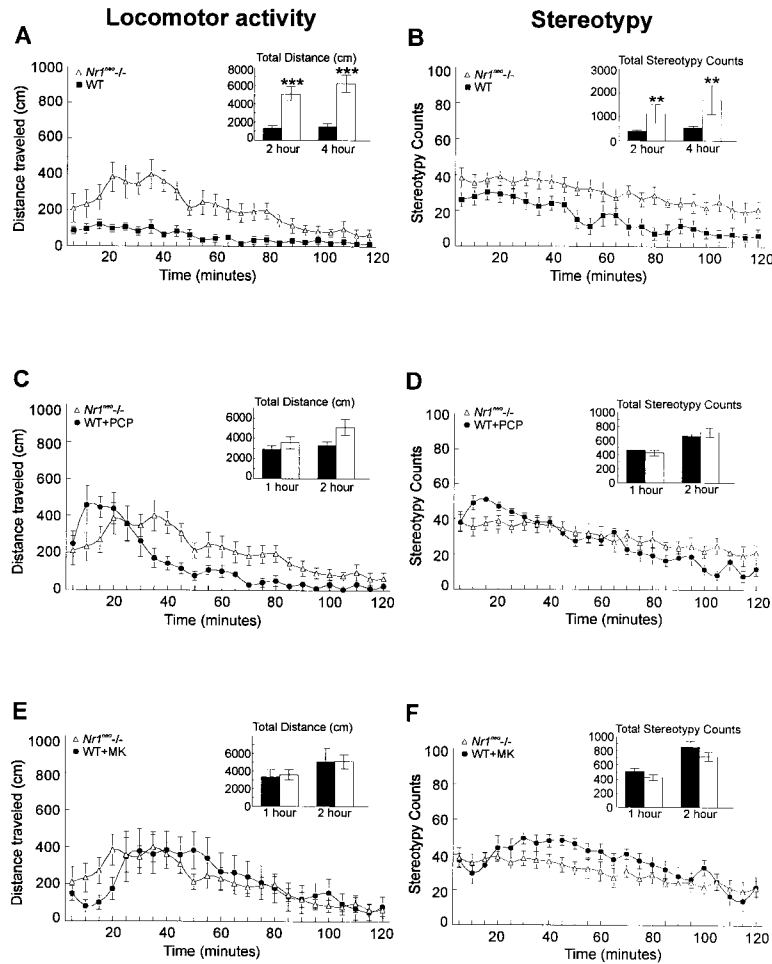 Locomotor activity
Stereotypy
A
Nr1ⁿᵉᵒ-/-
WT
Total Distance (cm)
8000
6000
4000
2000
0
***
***
2 hour
4 hour
1000
800
600
400
200
0
Distance traveled (cm)
20 40 60 80 100 120
Time (minutes)
B
Nr1ⁿᵉᵒ-/-
WT
Total Stereotypy Counts
3000
2000
1000
0
**
**
2 hour
4 hour
100
80
60
40
20
0
Stereotypy Counts
20 40 60 80 100 120
Time (minutes)
C
Nr1ⁿᵉᵒ-/-
WT+PCP
Total Distance (cm)
6000
4000
2000
0
1 hour
2 hour
1000
800
600
400
200
0
Distance traveled (cm)
20 40 60 80 100 120
Time (minutes)
D
Nr1ⁿᵉᵒ-/-
WT+PCP
Total Stereotypy Counts
1000
800
600
400
200
0
1 hour
2 hour
100
80
60
40
20
0
Stereotypy Counts
20 40 60 80 100 120
Time (minutes)
E
Nr1ⁿᵉᵒ-/-
WT+MK
Total Distance (cm)
6000
4000
2000
0
1 hour
2 hour
1000
800
600
400
200
0
Distance traveled (cm)
20 40 60 80 100 120
Time (minutes)
F
Nr1ⁿᵉᵒ-/-
WT+MK
Total Stereotypy Counts
1000
800
600
400
200
0
1 hour
2 hour
100
80
60
40
20
Stereotypy Counts
20 40 60 80 100 120
Time (minutes)